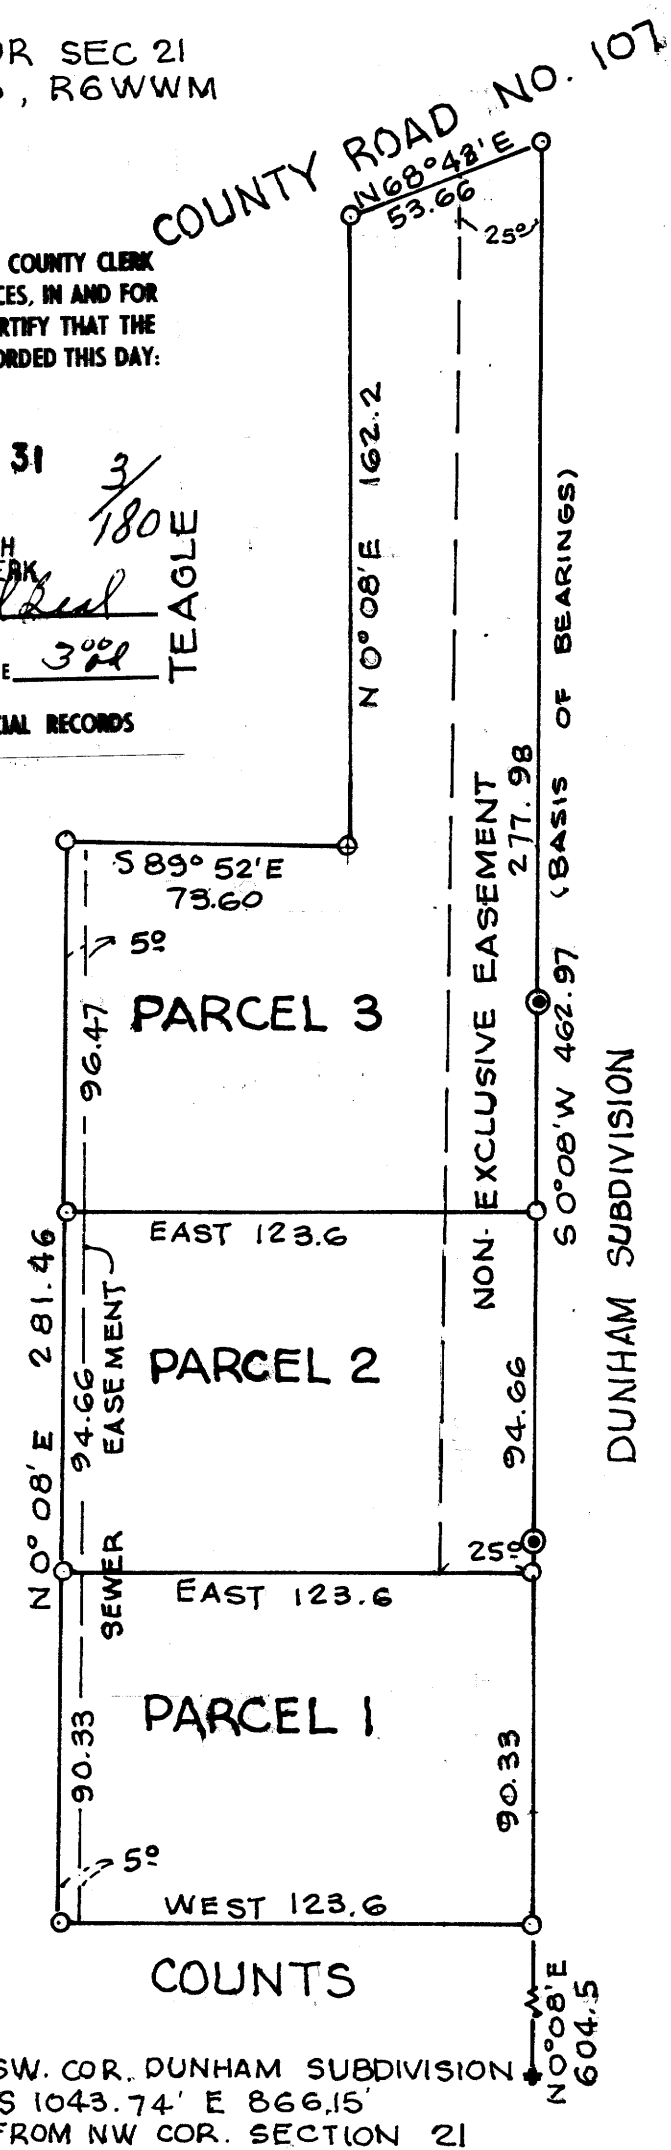 R SEC 21
, R6WWM
COUNTY ROAD NO. 107
N68°48'E
53.66
25°
COUNTY CLERK
CES, IN AND FOR
RTIFY THAT THE
ORDED THIS DAY:
31
3/180
H
ERK
E 3
IAL RECORDS
TEAGLE
N 0° 08' E 162.2
277.98
S 0°08'W 462.97 (BASIS OF BEARINGS)
NON-EXCLUSIVE EASEMENT
DUNHAM SUBDIVISION
S 89° 52' E
73.60
5°
96.47
PARCEL 3
EAST 123.6
N 0° 08' E 281.46
94.66
SEWER EASEMENT
PARCEL 2
94.66
25°
EAST 123.6
PARCEL 1
90.33
90.33
5°
WEST 123.6
COUNTS
N 0°08'E
604.5
SW. COR. DUNHAM SUBDIVISION
S 1043.74' E 866.15'
FROM NW COR. SECTION 21